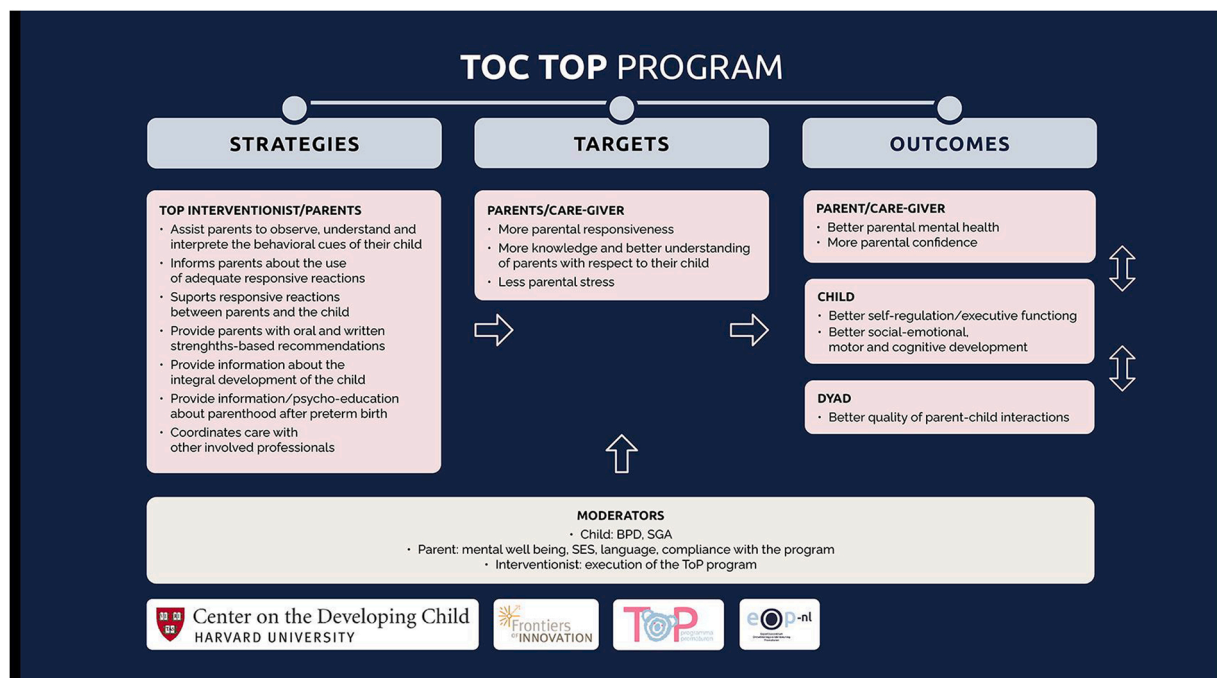 TOC TOP PROGRAM
STRATEGIES
TARGETS
OUTCOMES
TOP INTERVENTIONIST/PARENTS
• Assist parents to observe, understand and
interprete the behavioral cues of their child
• Informs parents about the use
of adequate responsive reactions
• Suports responsive reactions
between parents and the child
• Provide parents with oral and written
strenghths-based recommendations
• Provide information about the
integral development of the child
• Provide information/psycho-education
about parenthood after preterm birth
• Coordinates care with
other involved professionals
PARENTS/CARE-GIVER
• More parental responsiveness
• More knowledge and better understanding
of parents with respect to their child
• Less parental stress
PARENT/CARE-GIVER
• Better parental mental health
• More parental confidence
CHILD
• Better self-regulation/executive functiong
• Better social-emotional,
motor and cognitive development
DYAD
• Better quality of parent-child interactions
MODERATORS
• Child: BPD, SGA
• Parent: mental well being, SES, language, compliance with the program
• Interventionist: execution of the ToP program
Center on the Developing Child
HARVARD UNIVERSITY
Frontiers
OF INNOVATION
ToP
programma
prematuren
eOp-nl